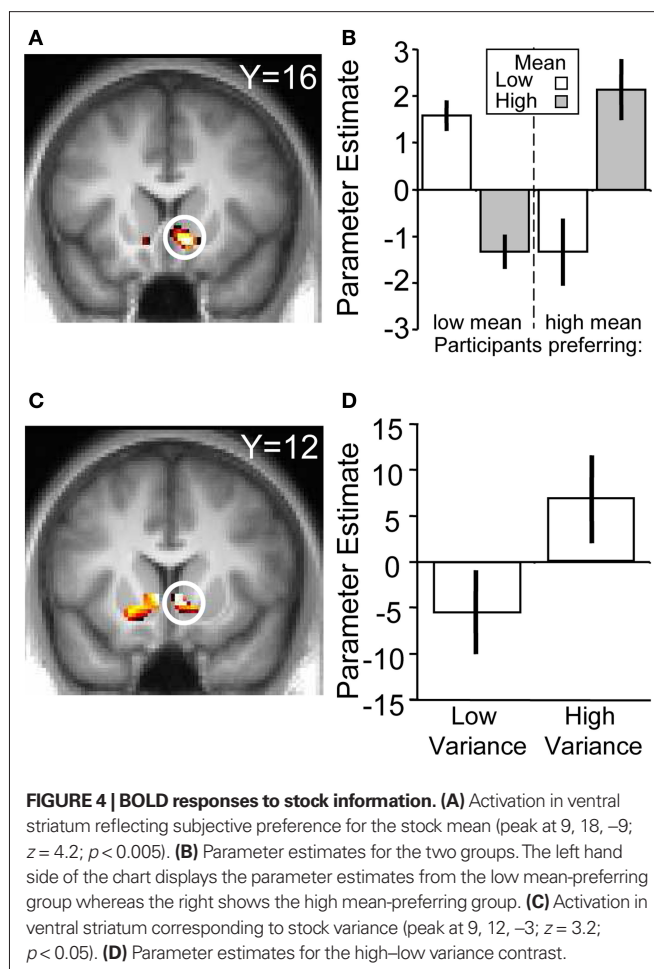 A
Y=16
B
Mean
Low
High
Parameter Estimate
3
2
1
0
-1
-2
-3
low mean
high mean
Participants preferring:
C
Y=12
D
Parameter Estimate
15
10
5
0
-5
-10
-15
Low Variance
High Variance
FIGURE 4 | BOLD responses to stock information. (A) Activation in ventral
striatum reflecting subjective preference for the stock mean (peak at 9, 18, –9;
z = 4.2; p < 0.005). (B) Parameter estimates for the two groups. The left hand
side of the chart displays the parameter estimates from the low mean-preferring
group whereas the right shows the high mean-preferring group. (C) Activation in
ventral striatum corresponding to stock variance (peak at 9, 12, –3; z = 3.2;
p < 0.05). (D) Parameter estimates for the high–low variance contrast.